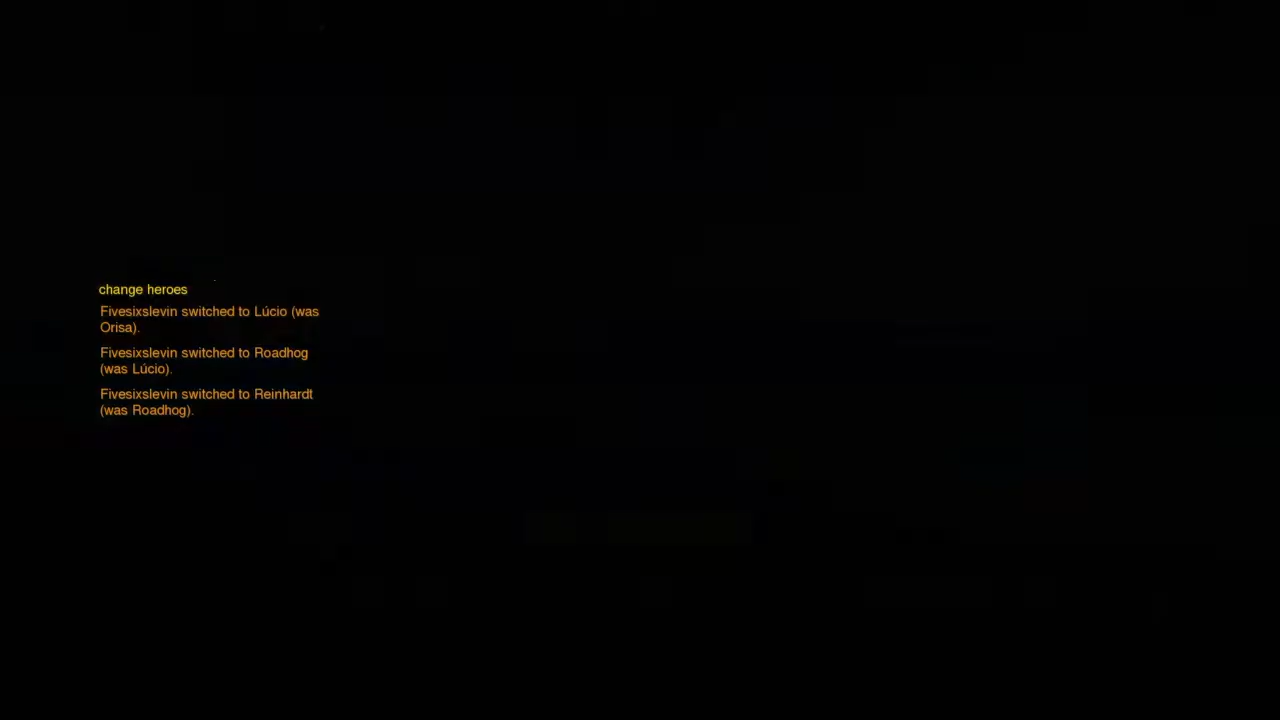 change heroes
Fivesixslevin switched to Lúcio (was
Orisa).
Fivesixslevin switched to Roadhog
(was Lúcio).
Fivesixslevin switched to Reinhardt
(was Roadhog).